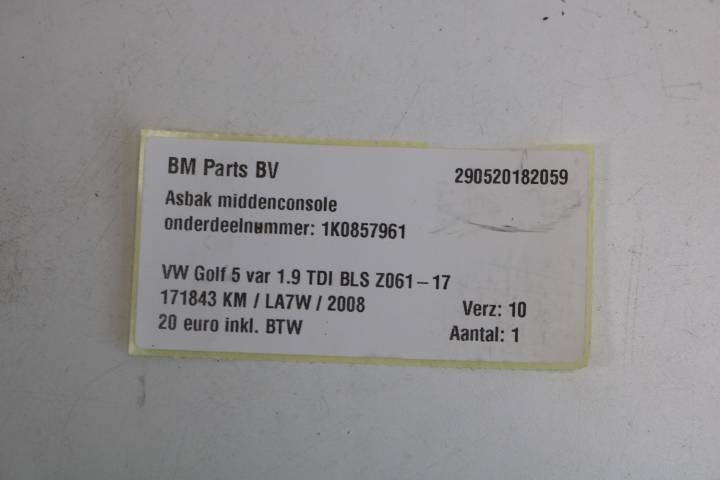 BM Parts BV 290520182059
Asbak middenconsole
onderdeelnummer: 1K0857961
VW Golf 5 var 1.9 TDI BLS Z061-17
171843 KM / LA7W / 2008 Verz: 10
20 euro inkl. BTW Aantal: 1